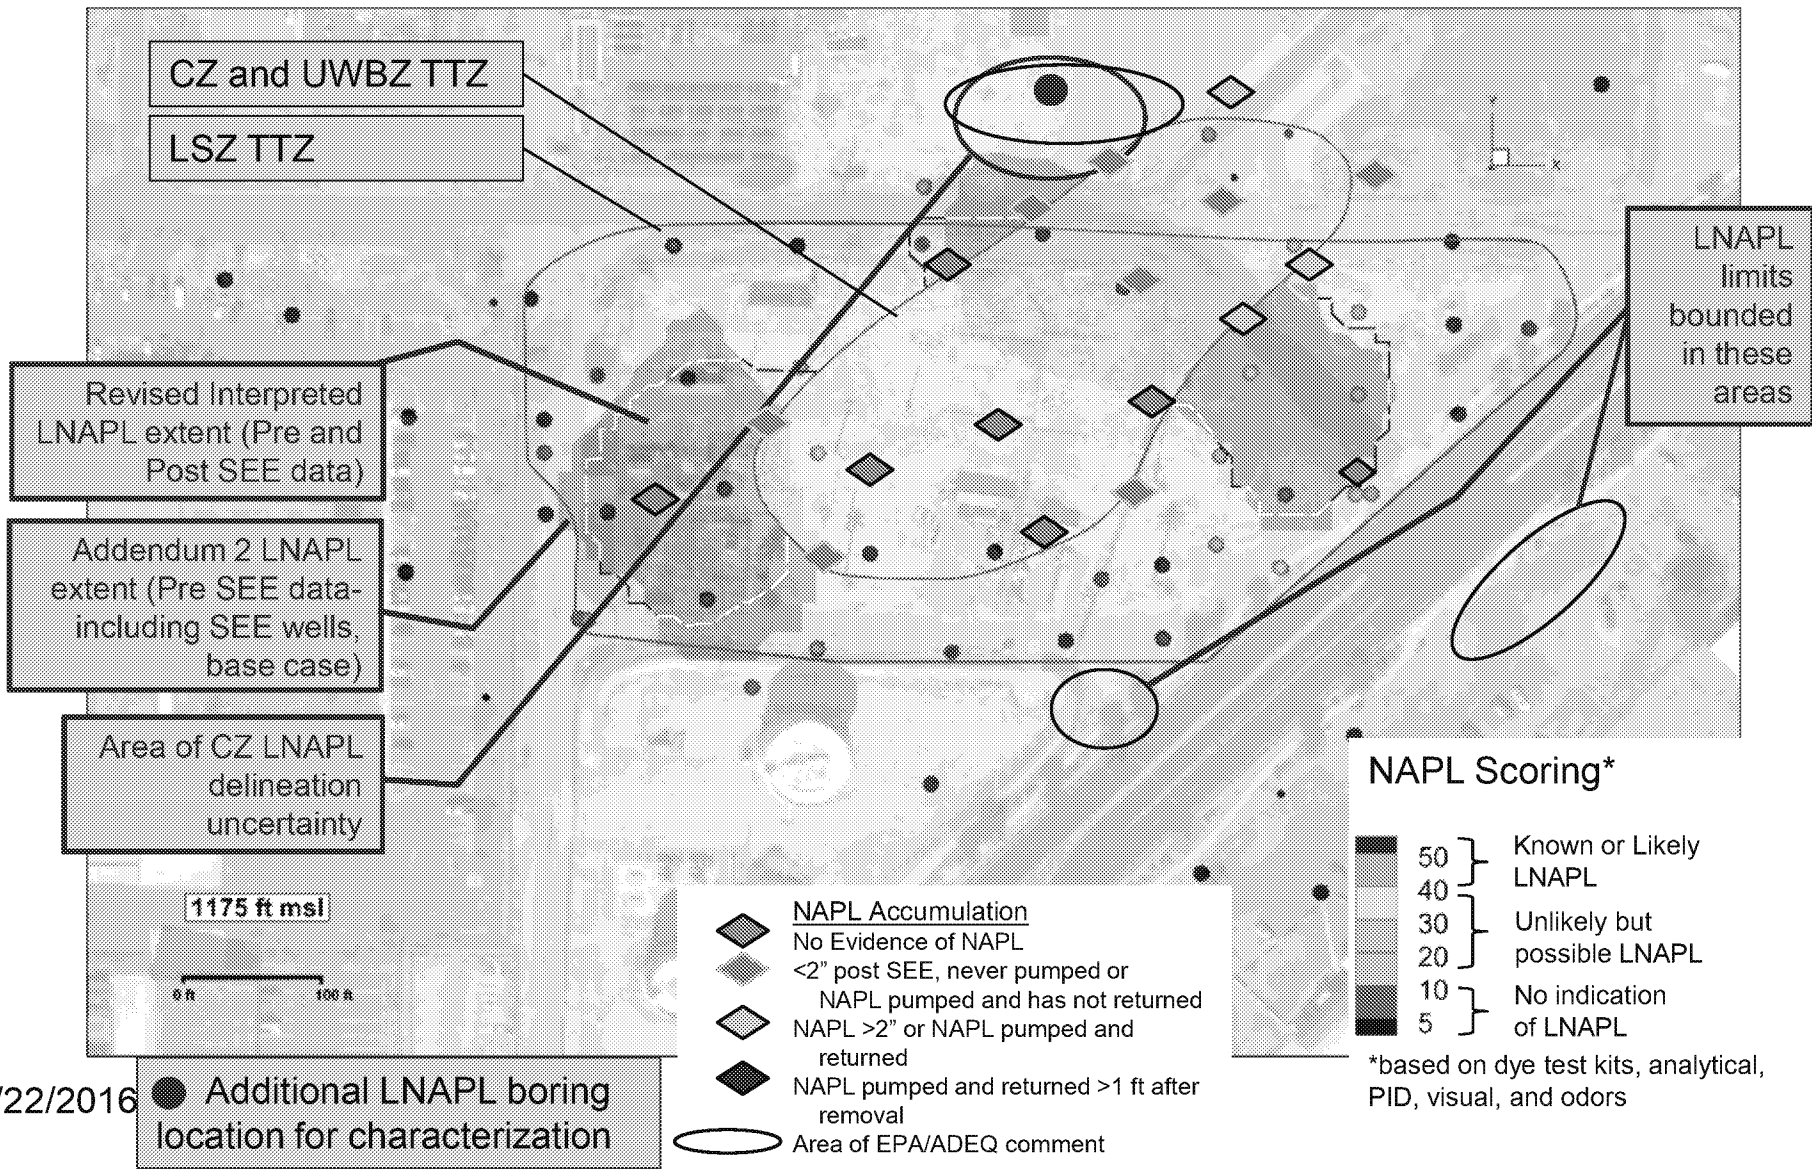 CZ and UWBZ TTZ
LSZ TTZ
Y
X
LNAPL
limits
bounded
in these
areas
Revised Interpreted
LNAPL extent (Pre and
Post SEE data)
Addendum 2 LNAPL
extent (Pre SEE data-
including SEE wells,
base case)
Area of CZ LNAPL
delineation
uncertainty
1175 ft msl
0 ft 100 ft
/22/2016
Additional LNAPL boring
location for characterization
NAPL Accumulation
No Evidence of NAPL
<2” post SEE, never pumped or
NAPL pumped and has not returned
NAPL >2” or NAPL pumped and
returned
NAPL pumped and returned >1 ft after
removal
Area of EPA/ADEQ comment
NAPL Scoring*
50
40
30
20
10
5
Known or Likely
LNAPL
Unlikely but
possible LNAPL
No indication
of LNAPL
*based on dye test kits, analytical,
PID, visual, and odors